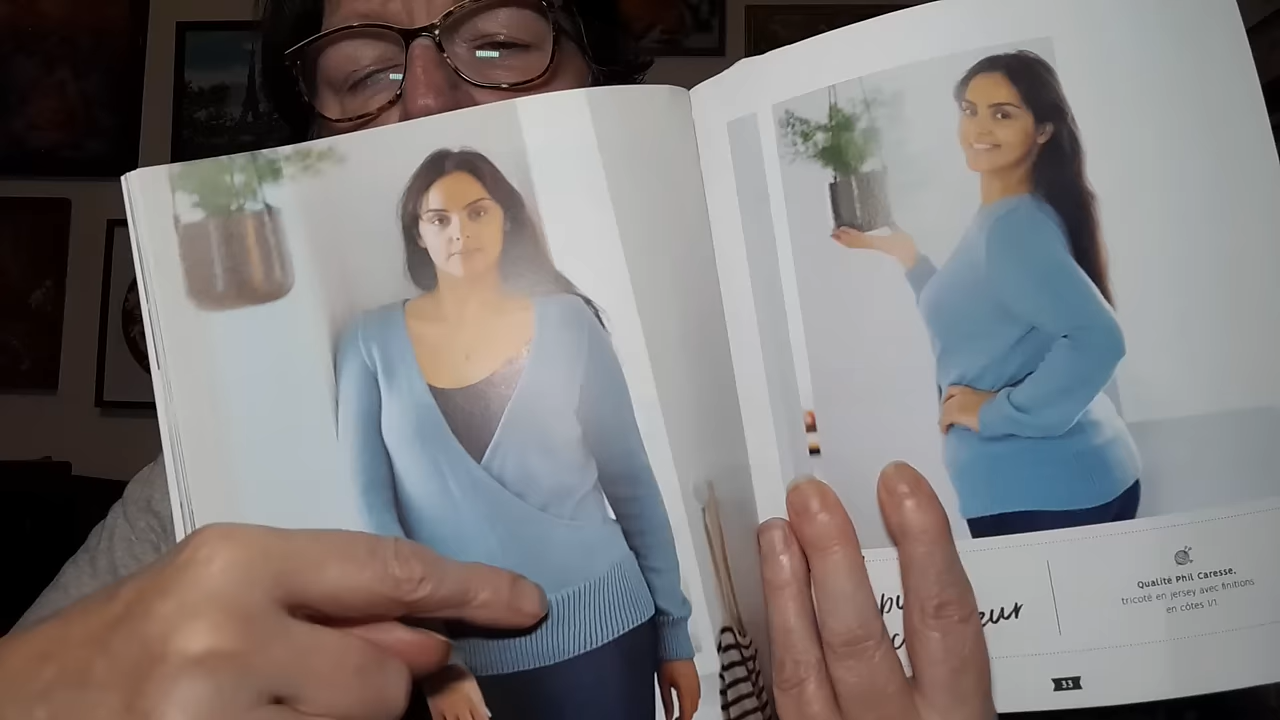 Qualité Phil Caresse,
tricoté en jersey avec finitions
en côtes 1/1.
33